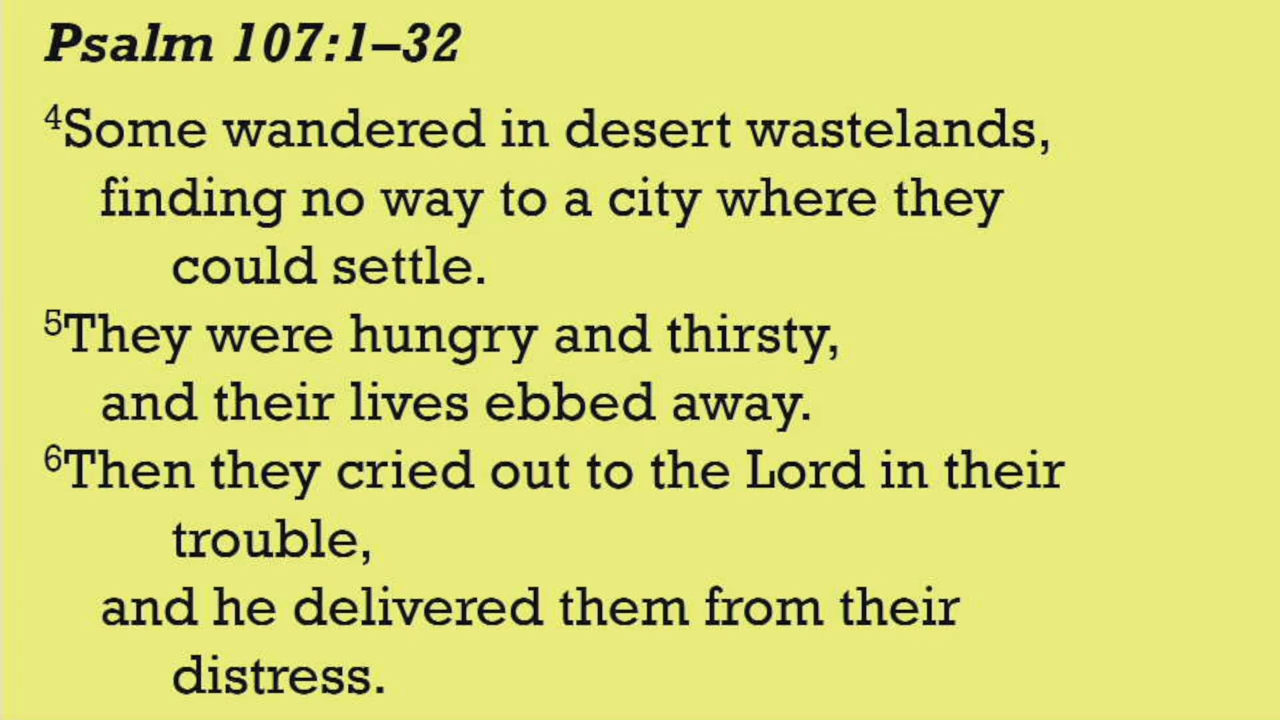 Psalm 107:1–32
⁴Some wandered in desert wastelands,
finding no way to a city where they
could settle.
⁵They were hungry and thirsty,
and their lives ebbed away.
⁶Then they cried out to the Lord in their
trouble,
and he delivered them from their
distress.